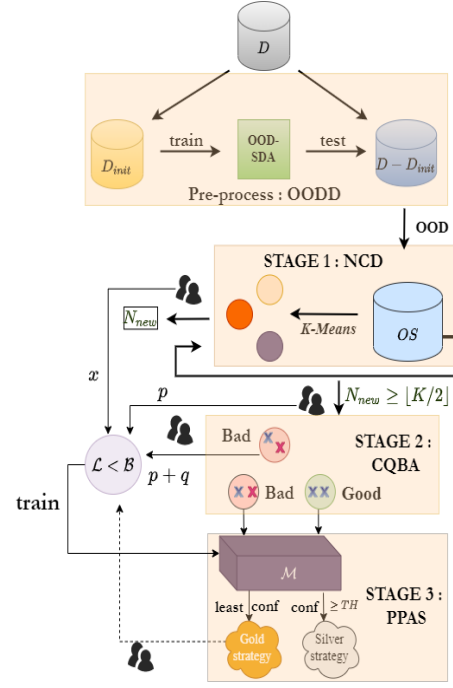 D
train
OOD-
SDA
test
D_init
D − D_init
Pre-process : OODD
OOD
STAGE 1 : NCD
N_new
K-Means
OS
x
p
N_new ≥ ⌊K/2⌋
Bad
STAGE 2 :
CQBA
ℒ < ℬ
p + q
Bad
Good
train
ℳ
STAGE 3 :
PPAS
least
conf
conf
≥ TH
Gold
strategy
Silver
strategy